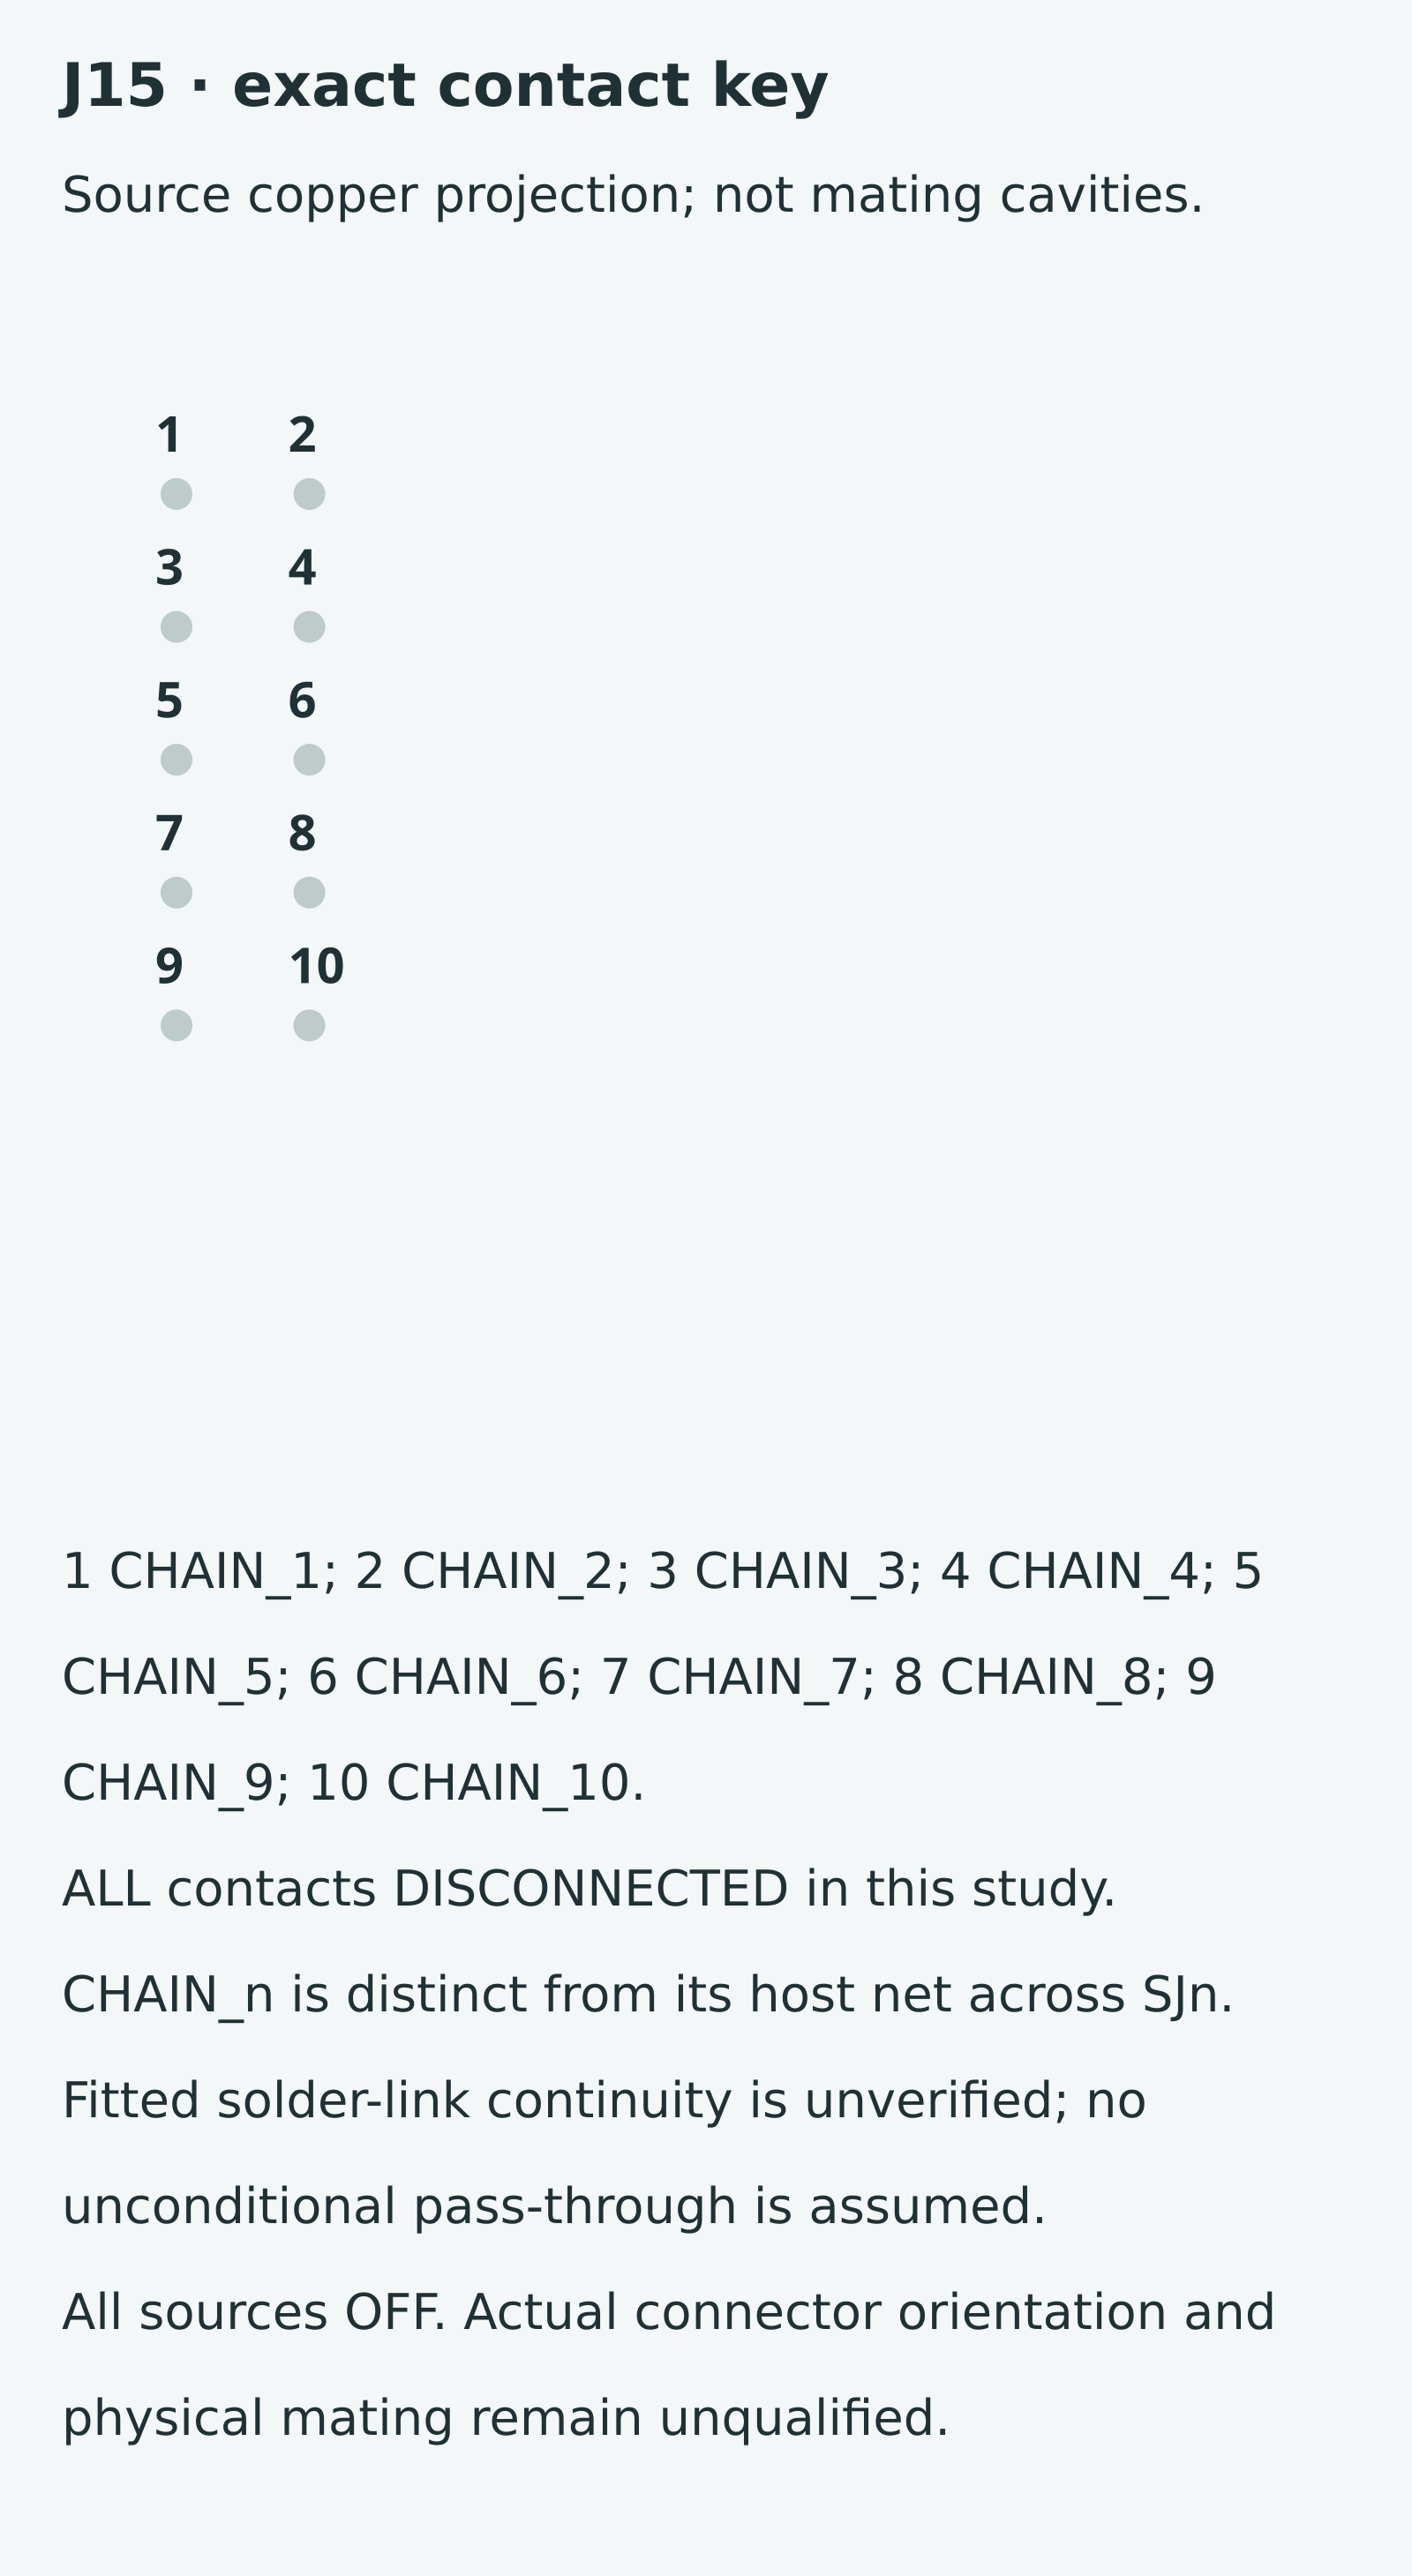 J15 · exact contact key
Source copper projection; not mating cavities.
1 2
3 4
5 6
7 8
9 10
1 CHAIN_1; 2 CHAIN_2; 3 CHAIN_3; 4 CHAIN_4; 5
CHAIN_5; 6 CHAIN_6; 7 CHAIN_7; 8 CHAIN_8; 9
CHAIN_9; 10 CHAIN_10.
ALL contacts DISCONNECTED in this study.
CHAIN_n is distinct from its host net across SJn.
Fitted solder-link continuity is unverified; no
unconditional pass-through is assumed.
All sources OFF. Actual connector orientation and
physical mating remain unqualified.